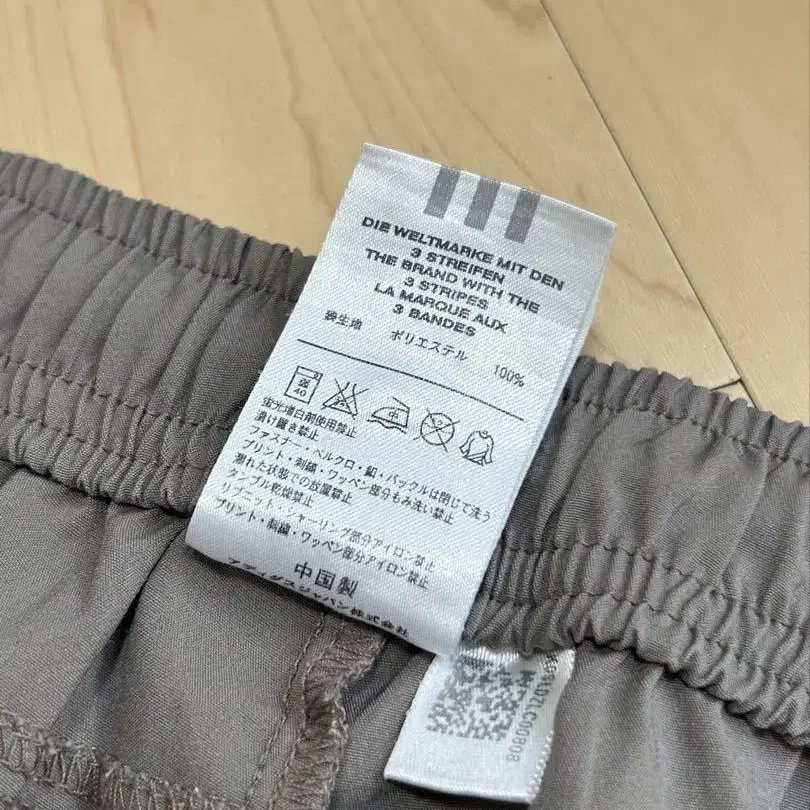 DIE WELTMARKE MIT DEN
3 STREIFEN
THE BRAND WITH THE
3 STRIPES
LA MARQUE AUX
3 BANDES
狭生地 ポリエステル 100%
40 中
蛍光増白剤使用禁止
漬け置き禁止
ファスナー・ベルクロ・釦・バックルは閉じて洗う
プリント・刺繍・ワッペン部分もみ洗い禁止
濡れた状態での放置禁止
タンブル乾燥禁止
リブニット・シャーリング部分アイロン禁止
プリント・刺繍・ワッペン部分アイロン禁止
中国製
アディダスジャパン株式会社